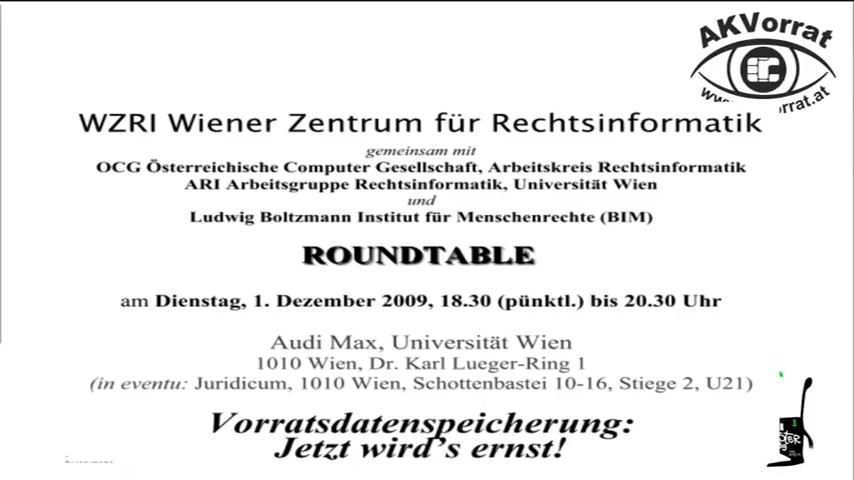 AKVorrat
WZRI Wiener Zentrum für Rechtsinformatik
gemeinsam mit
OCG Österreichische Computer Gesellschaft, Arbeitskreis Rechtsinformatik
ARI Arbeitsgruppe Rechtsinformatik, Universität Wien
und
Ludwig Boltzmann Institut für Menschenrechte (BIM)
ROUNDTABLE
am Dienstag, 1. Dezember 2009, 18.30 (pünktl.) bis 20.30 Uhr
Audi Max, Universität Wien
1010 Wien, Dr. Karl Lueger-Ring 1
(in eventu: Juridicum, 1010 Wien, Schottenbastei 10-16, Stiege 2, U21)
Vorratsdatenspeicherung:
Jetzt wird's ernst!